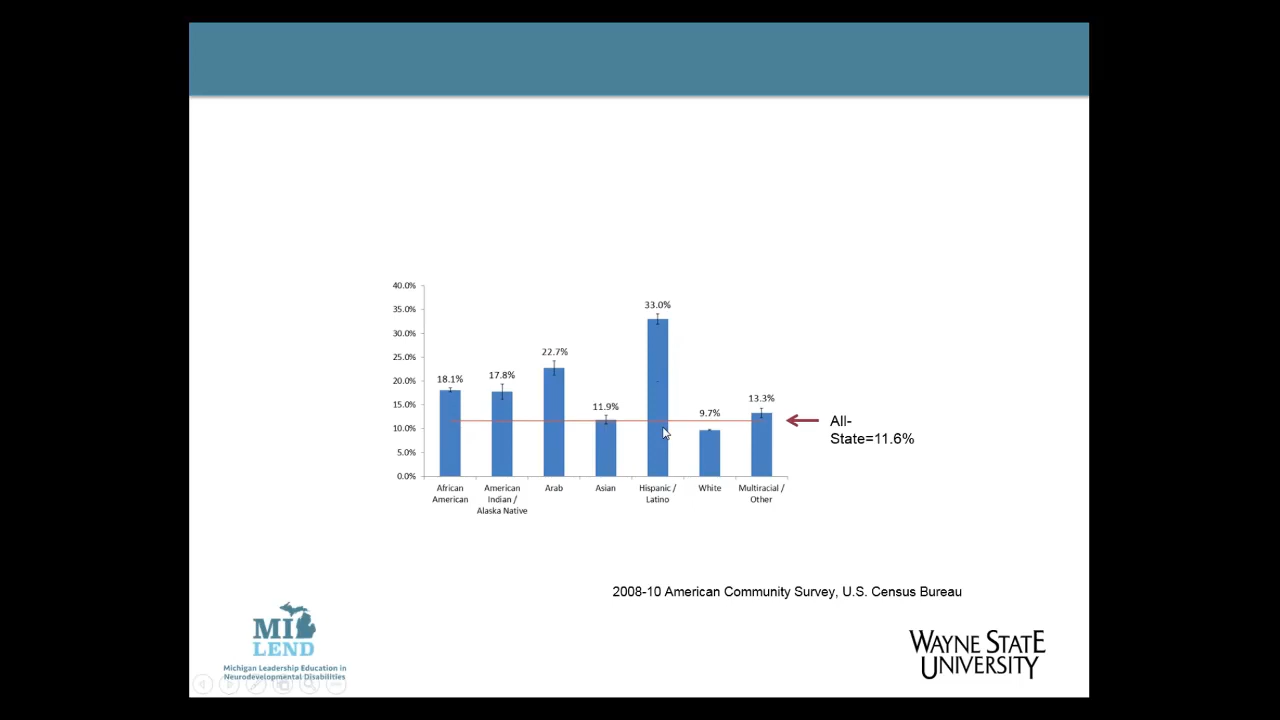 40.0%
35.0%
30.0%
25.0%
20.0%
15.0%
10.0%
5.0%
0.0%
18.1%
17.8%
22.7%
11.9%
33.0%
9.7%
13.3%
African
American
American
Indian /
Alaska Native
Arab
Asian
Hispanic /
Latino
White
Multiracial /
Other
All-
State=11.6%
2008-10 American Community Survey, U.S. Census Bureau
MI
LEND
Michigan Leadership Education in
Neurodevelopmental Disabilities
WAYNE STATE
UNIVERSITY